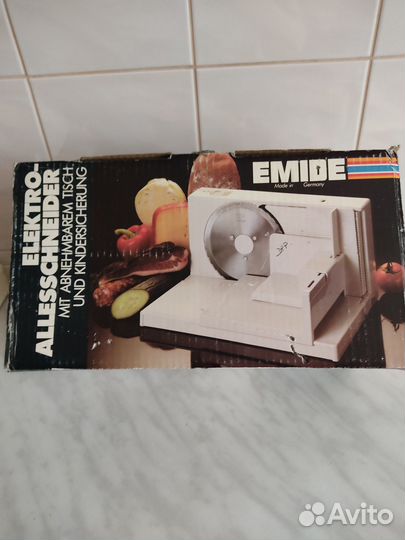 ELEKTRO-
ALLESSCHNEIDER
MIT ABNEHMBAREM TISCH
UND KINDERSICHERUNG
EMIDE
Made in Germany
Avito